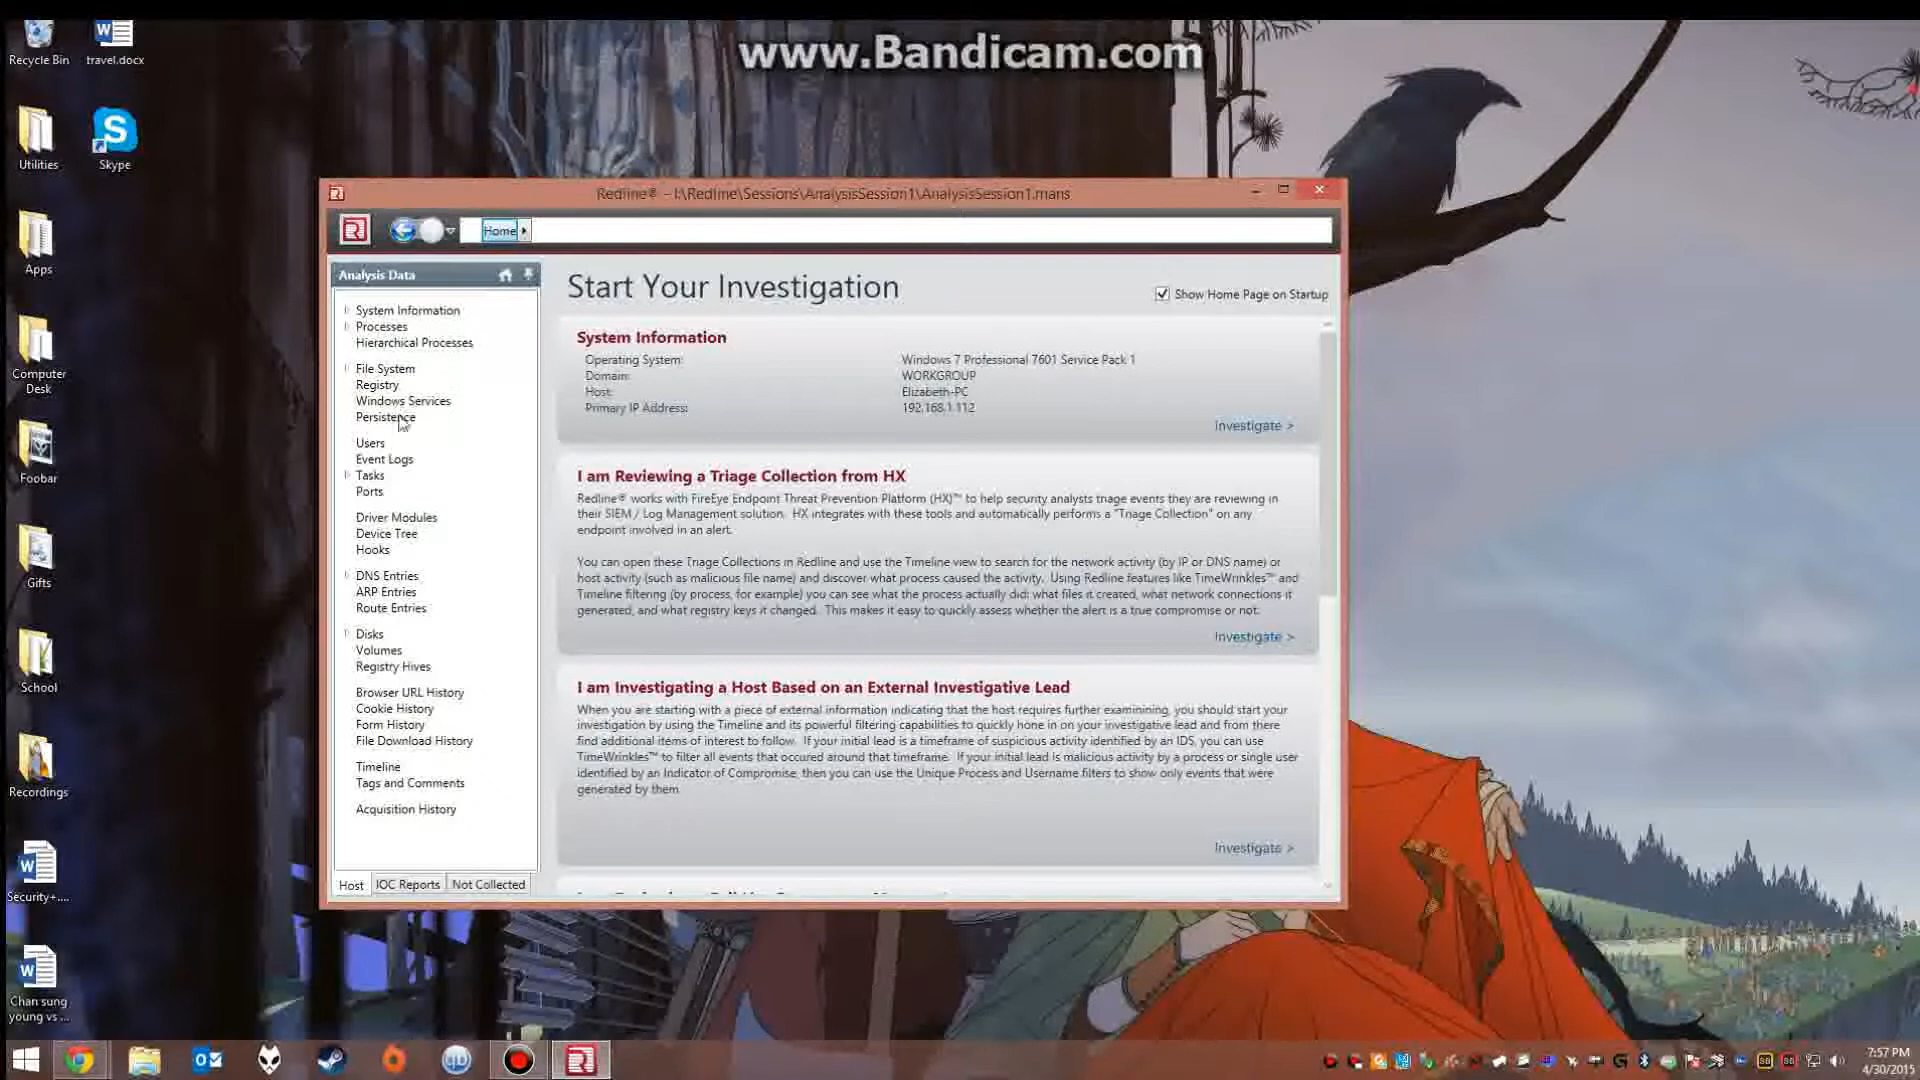 www.Bandicam.com
Recycle Bin
travel.docx
Utilities
Skype
Apps
Computer
Desk
Foobar
Gifts
School
Recordings
Security+....
Chan sung
young vs ...
Redline® - I:\Redline\Sessions\AnalysisSession1\AnalysisSession1.mans
Home
Analysis Data
System Information
Processes
Hierarchical Processes
File System
Registry
Windows Services
Persistence
Users
Event Logs
Tasks
Ports
Driver Modules
Device Tree
Hooks
DNS Entries
ARP Entries
Route Entries
Disks
Volumes
Registry Hives
Browser URL History
Cookie History
Form History
File Download History
Timeline
Tags and Comments
Acquisition History
Host
IOC Reports
Not Collected
Start Your Investigation
Show Home Page on Startup
System Information
Operating System: Windows 7 Professional 7601 Service Pack 1
Domain: WORKGROUP
Host: Elizabeth-PC
Primary IP Address: 192.168.1.112
Investigate >
I am Reviewing a Triage Collection from HX
Redline® works with FireEye Endpoint Threat Prevention Platform (HX)™ to help security analysts triage events they are reviewing in
their SIEM / Log Management solution. HX integrates with these tools and automatically performs a "Triage Collection" on any
endpoint involved in an alert.
You can open these Triage Collections in Redline and use the Timeline view to search for the network activity (by IP or DNS name) or
host activity (such as malicious file name) and discover what process caused the activity. Using Redline features like TimeWrinkles™ and
Timeline filtering (by process, for example) you can see what the process actually did: what files it created, what network connections it
generated, and what registry keys it changed. This makes it easy to quickly assess whether the alert is a true compromise or not.
Investigate >
I am Investigating a Host Based on an External Investigative Lead
When you are starting with a piece of external information indicating that the host requires further examinining, you should start your
investigation by using the Timeline and its powerful filtering capabilities to quickly hone in on your investigative lead and from there
find additional items of interest to follow. If your initial lead is a timeframe of suspicious activity identified by an IDS, you can use
TimeWrinkles™ to filter all events that occured around that timeframe. If your initial lead is malicious activity by a process or single user
identified by an Indicator of Compromise, then you can use the Unique Process and Username filters to show only events that were
generated by them.
Investigate >
7:57 PM
4/30/2015